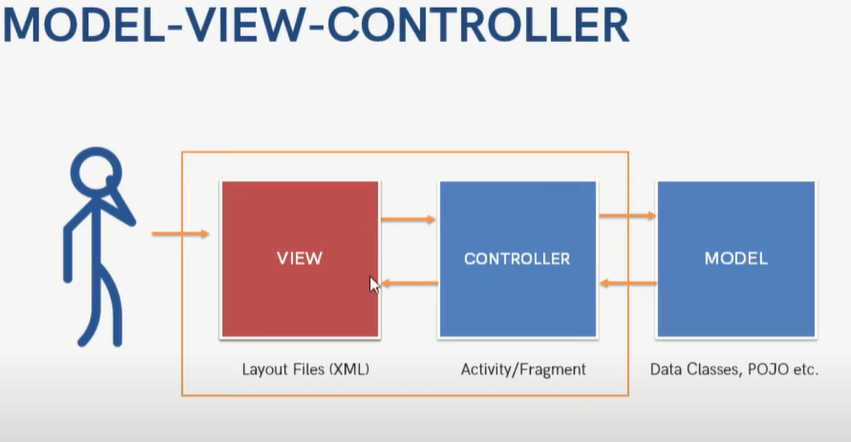 MODEL-VIEW-CONTROLLER
VIEW
CONTROLLER
MODEL
Layout Files (XML)
Activity/Fragment
Data Classes, POJO etc.